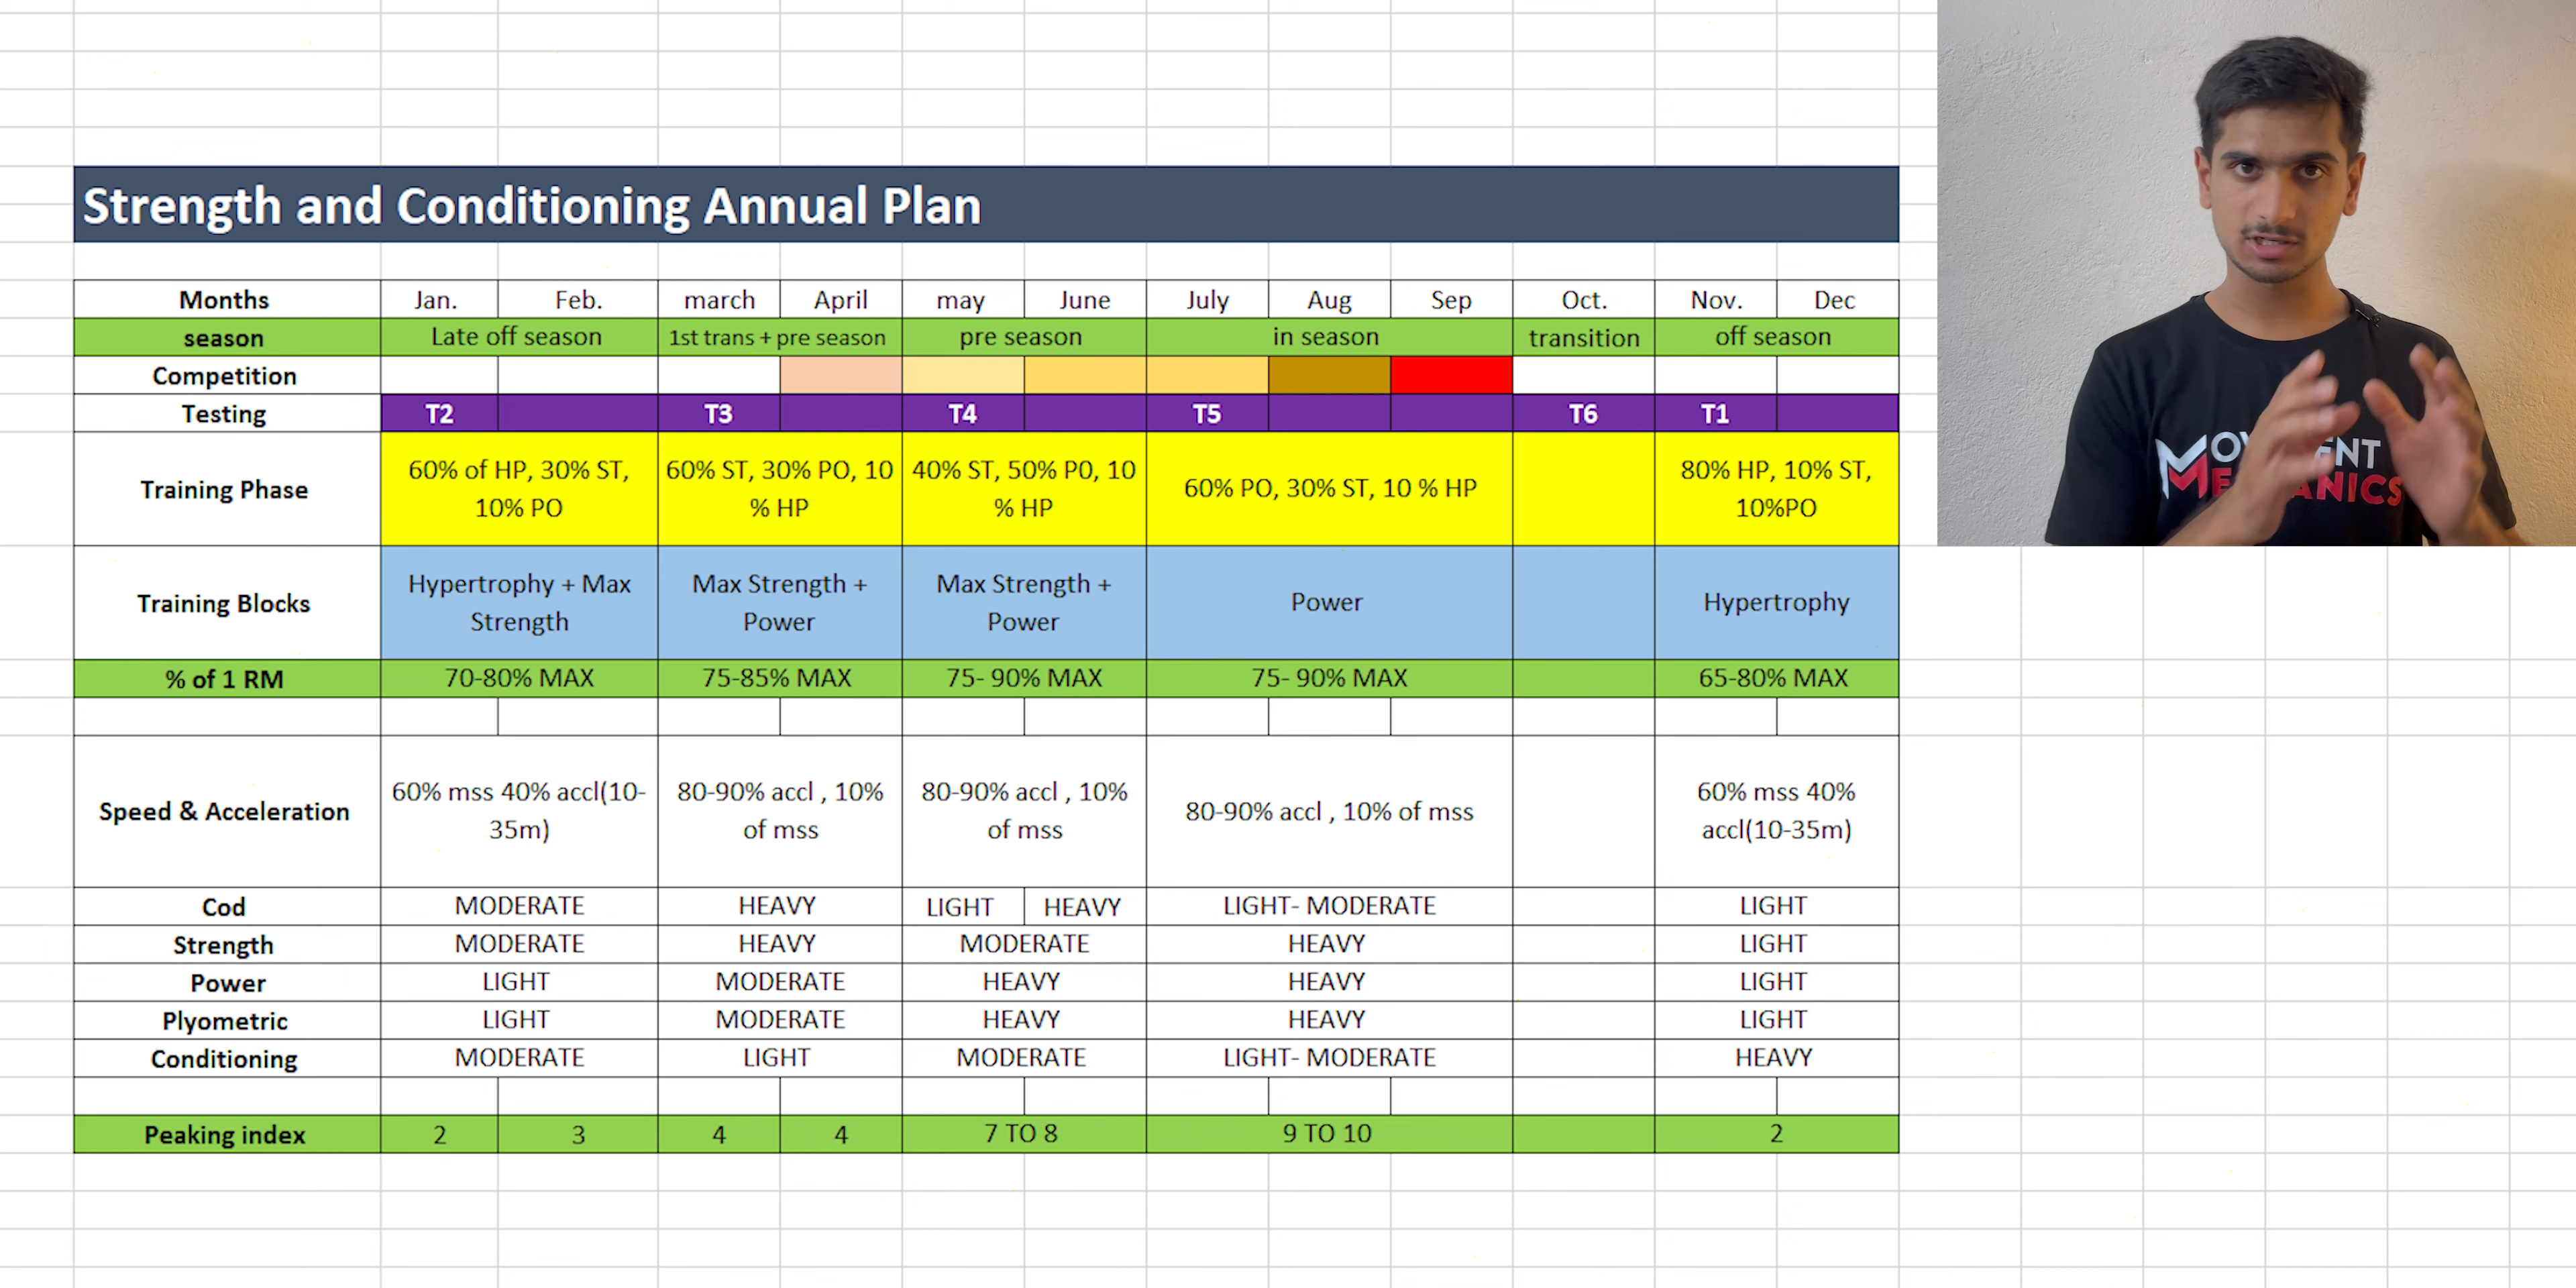 Strength and Conditioning Annual Plan
Months Jan. Feb. march April may June July Aug Sep Oct. Nov. Dec
season Late off season 1st trans + pre season pre season in season transition off season
Competition
Testing T2 T3 T4 T5 T6 T1
Training Phase
60% of HP, 30% ST,
10% PO
60% ST, 30% PO, 10
% HP
40% ST, 50% P0, 10
% HP
60% PO, 30% ST, 10 % HP
80% HP, 10% ST,
10%PO
Training Blocks
Hypertrophy + Max
Strength
Max Strength +
Power
Max Strength +
Power
Power
Hypertrophy
% of 1 RM 70-80% MAX 75-85% MAX 75- 90% MAX 75- 90% MAX 65-80% MAX
Speed & Acceleration
60% mss 40% accl(10-
35m)
80-90% accl , 10%
of mss
80-90% accl , 10%
of mss
80-90% accl , 10% of mss
60% mss 40%
accl(10-35m)
Cod MODERATE HEAVY LIGHT HEAVY LIGHT- MODERATE LIGHT
Strength MODERATE HEAVY MODERATE HEAVY LIGHT
Power LIGHT MODERATE HEAVY HEAVY LIGHT
Plyometric LIGHT MODERATE HEAVY HEAVY LIGHT
Conditioning MODERATE LIGHT MODERATE LIGHT- MODERATE HEAVY
Peaking index 2 3 4 4 7 TO 8 9 TO 10 2